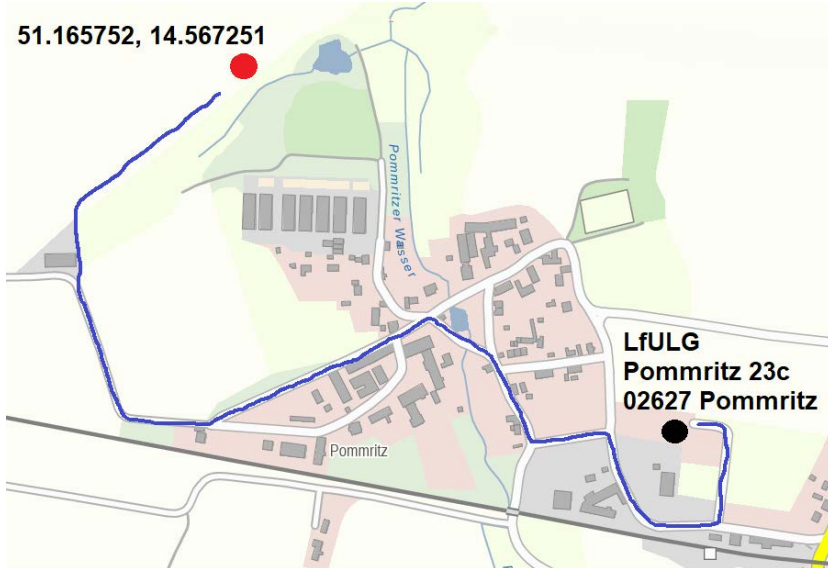 51.165752, 14.567251
Pommritzer Wasser
LfULG
Pommritz 23c
02627 Pommritz
Pommritz